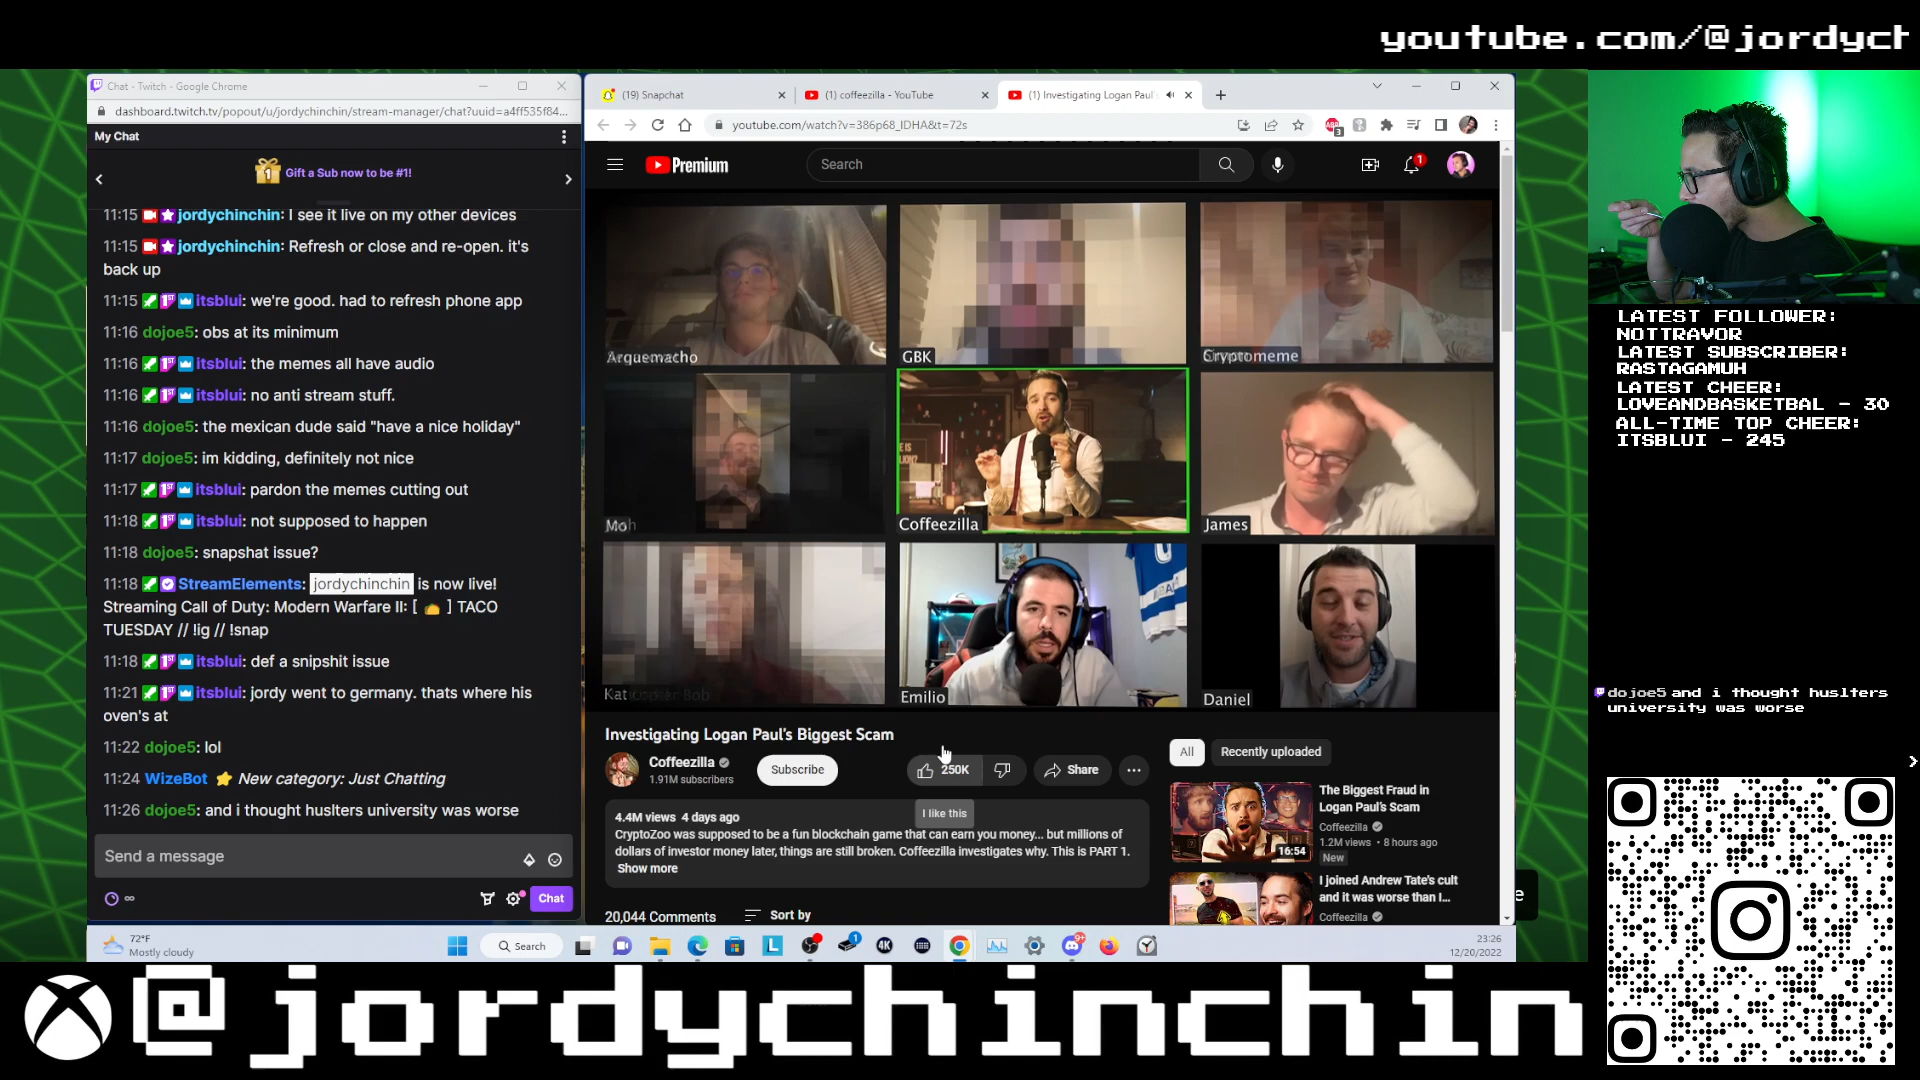 youtube.com/@jordych
Chat - Twitch - Google Chrome
dashboard.twitch.tv/popout/u/jordychinchin/stream-manager/chat?uuid=a4ff535f84...
My Chat
1
Gift a Sub now to be #1!
11:15 jordychinchin: I see it live on my other devices
11:15 jordychinchin: Refresh or close and re-open. it's
back up
11:15 itsblui: we're good. had to refresh phone app
11:16 dojoe5: obs at its minimum
11:16 itsblui: the memes all have audio
11:16 itsblui: no anti stream stuff.
11:16 dojoe5: the mexican dude said "have a nice holiday"
11:17 dojoe5: im kidding, definitely not nice
11:17 itsblui: pardon the memes cutting out
11:18 itsblui: not supposed to happen
11:18 dojoe5: snapshat issue?
11:18 StreamElements: jordychinchin is now live!
Streaming Call of Duty: Modern Warfare II: [ 🌮 ] TACO
TUESDAY // !ig // !snap
11:18 itsblui: def a snipshit issue
11:21 itsblui: jordy went to germany. thats where his
oven's at
11:22 dojoe5: lol
11:24 WizeBot ⭐ New category: Just Chatting
11:26 dojoe5: and i thought huslters university was worse
Send a message
Chat
(19) Snapchat
(1) coffeezilla - YouTube
(1) Investigating Logan Paul'
youtube.com/watch?v=386p68_lDHA&t=72s
3
Premium
Search
1
Arquemacho
GBK
Cryptomeme
Coffeezilla
James
Kat
Emilio
Daniel
Investigating Logan Paul's Biggest Scam
Coffeezilla
1.91M subscribers
Subscribe
250K
Share
I like this
4.4M views 4 days ago
CryptoZoo was supposed to be a fun blockchain game that can earn you money... but millions of
dollars of investor money later, things are still broken. Coffeezilla investigates why. This is PART 1.
Show more
20,044 Comments
Sort by
All
Recently uploaded
16:54
The Biggest Fraud in
Logan Paul's Scam
Coffeezilla
1.2M views • 8 hours ago
New
I joined Andrew Tate's cult
and it was worse than I...
Coffeezilla
LATEST FOLLOWER:
NOTTRAVOR
LATEST SUBSCRIBER:
RASTAGAMUH
LATEST CHEER:
LOVEANDBASKETBAL - 30
ALL-TIME TOP CHEER:
ITSBLUI - 245
dojoe5 and i thought huslters
university was worse
72°F
Mostly cloudy
Search
1
4K
9+
23:26
12/20/2022
@jordychinchin